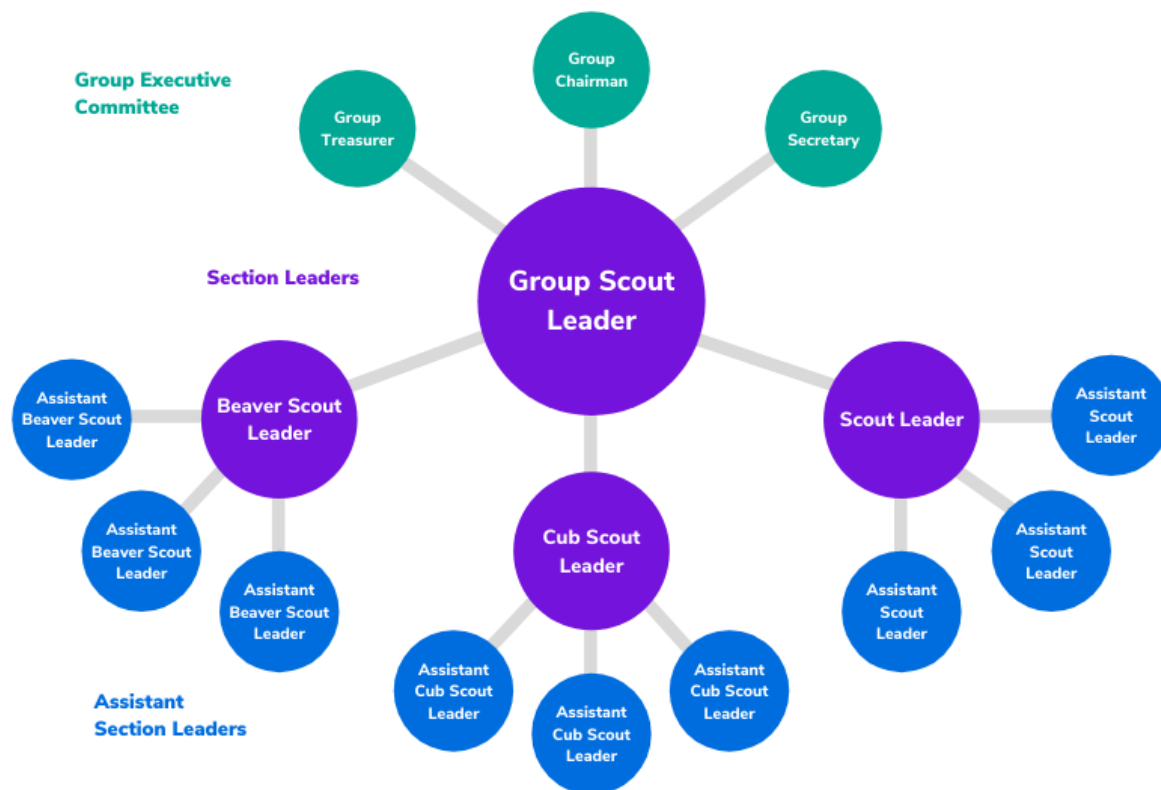 Group Executive
Committee
Group
Treasurer
Group
Chairman
Group
Secretary
Section Leaders
Group Scout
Leader
Beaver Scout
Leader
Cub Scout
Leader
Scout Leader
Assistant
Beaver Scout
Leader
Assistant
Beaver Scout
Leader
Assistant
Beaver Scout
Leader
Assistant
Cub Scout
Leader
Assistant
Cub Scout
Leader
Assistant
Cub Scout
Leader
Assistant
Scout
Leader
Assistant
Scout
Leader
Assistant
Scout
Leader
Assistant
Section Leaders